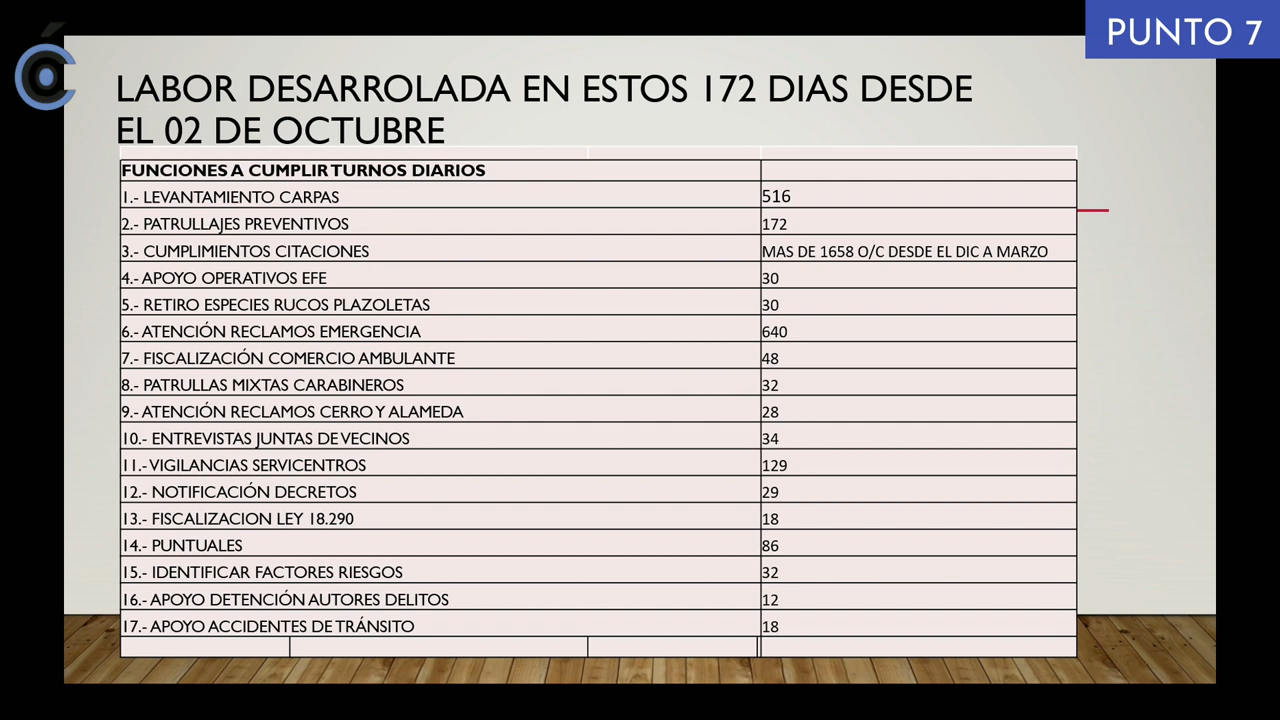 PUNTO 7
LABOR DESARROLADA EN ESTOS 172 DIAS DESDE
EL 02 DE OCTUBRE
FUNCIONES A CUMPLIR TURNOS DIARIOS
1.- LEVANTAMIENTO CARPAS 516
2.- PATRULLAJES PREVENTIVOS 172
3.- CUMPLIMIENTOS CITACIONES MAS DE 1658 O/C DESDE EL DIC A MARZO
4.- APOYO OPERATIVOS EFE 30
5.- RETIRO ESPECIES RUCOS PLAZOLETAS 30
6.- ATENCIÓN RECLAMOS EMERGENCIA 640
7.- FISCALIZACIÓN COMERCIO AMBULANTE 48
8.- PATRULLAS MIXTAS CARABINEROS 32
9.- ATENCIÓN RECLAMOS CERRO Y ALAMEDA 28
10.- ENTREVISTAS JUNTAS DE VECINOS 34
11.- VIGILANCIAS SERVICENTROS 129
12.- NOTIFICACIÓN DECRETOS 29
13.- FISCALIZACION LEY 18.290 18
14.- PUNTUALES 86
15.- IDENTIFICAR FACTORES RIESGOS 32
16.- APOYO DETENCIÓN AUTORES DELITOS 12
17.- APOYO ACCIDENTES DE TRÁNSITO 18